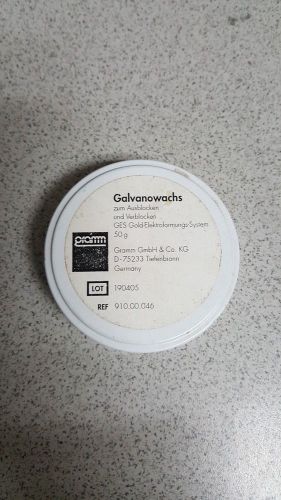 Galvanowachs
zum Ausblocken
und Verblocken
GES Gold-Elektroformungs-System
50 g
gramm
Gramm GmbH & Co. KG
D-75233 Tiefenbronn
Germany
LOT 190405
REF 910.00.046